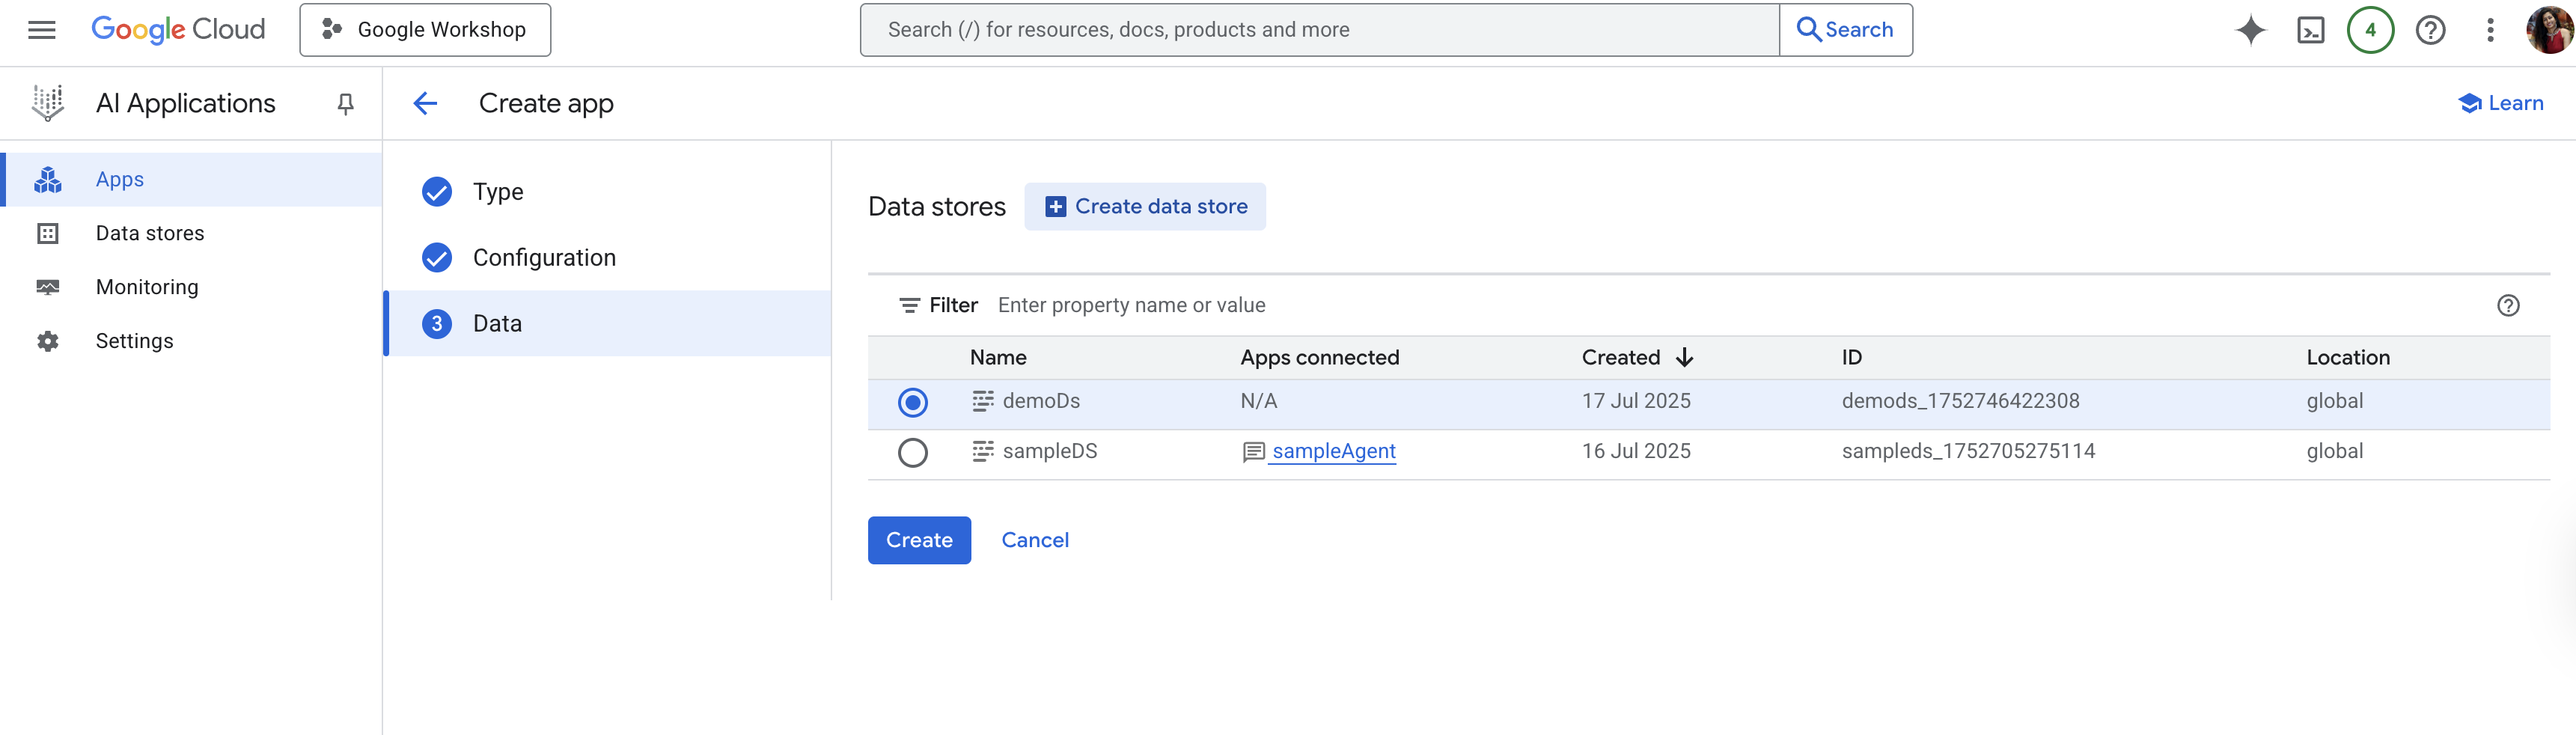 Google Cloud
Google Workshop
Search (/) for resources, docs, products and more
Search
4
AI Applications
Create app
Learn
Apps
Data stores
Monitoring
Settings
Type
Configuration
3 Data
Data stores
Create data store
Filter Enter property name or value
Name Apps connected Created ID Location
demoDs N/A 17 Jul 2025 demods_1752746422308 global
sampleDS sampleAgent 16 Jul 2025 sampleds_1752705275114 global
Create Cancel